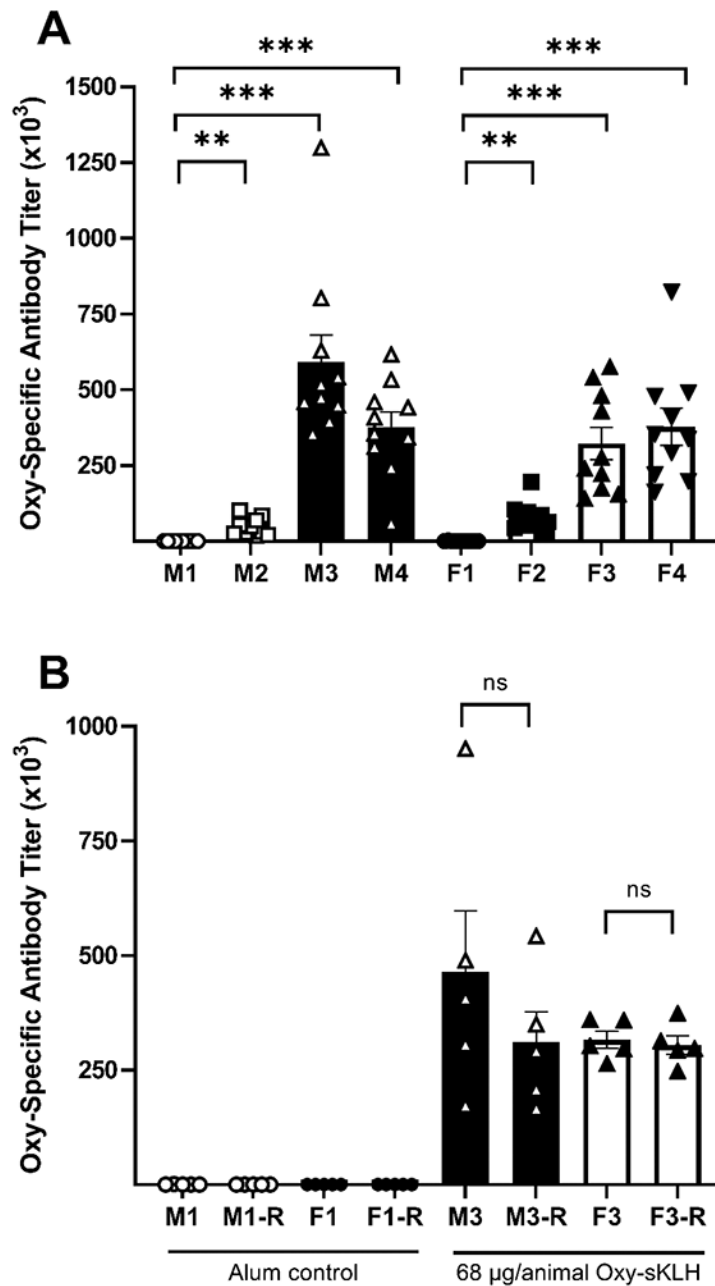 A
*** ***
*** ***
** **
1500
1250
1000
750
500
250
Oxy-Specific Antibody Titer (x10³)
M1 M2 M3 M4 F1 F2 F3 F4
B
ns
ns
1000
750
500
250
Oxy-Specific Antibody Titer (x10³)
M1 M1-R F1 F1-R M3 M3-R F3 F3-R
Alum control 68 µg/animal Oxy-sKLH